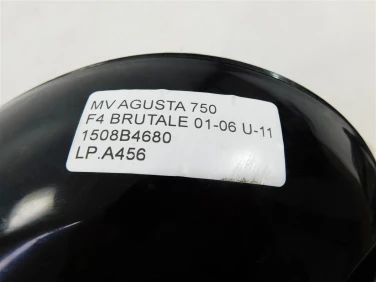 MV AGUSTA 750
F4 BRUTALE 01-06 U-11
1508B4680
LP.A456